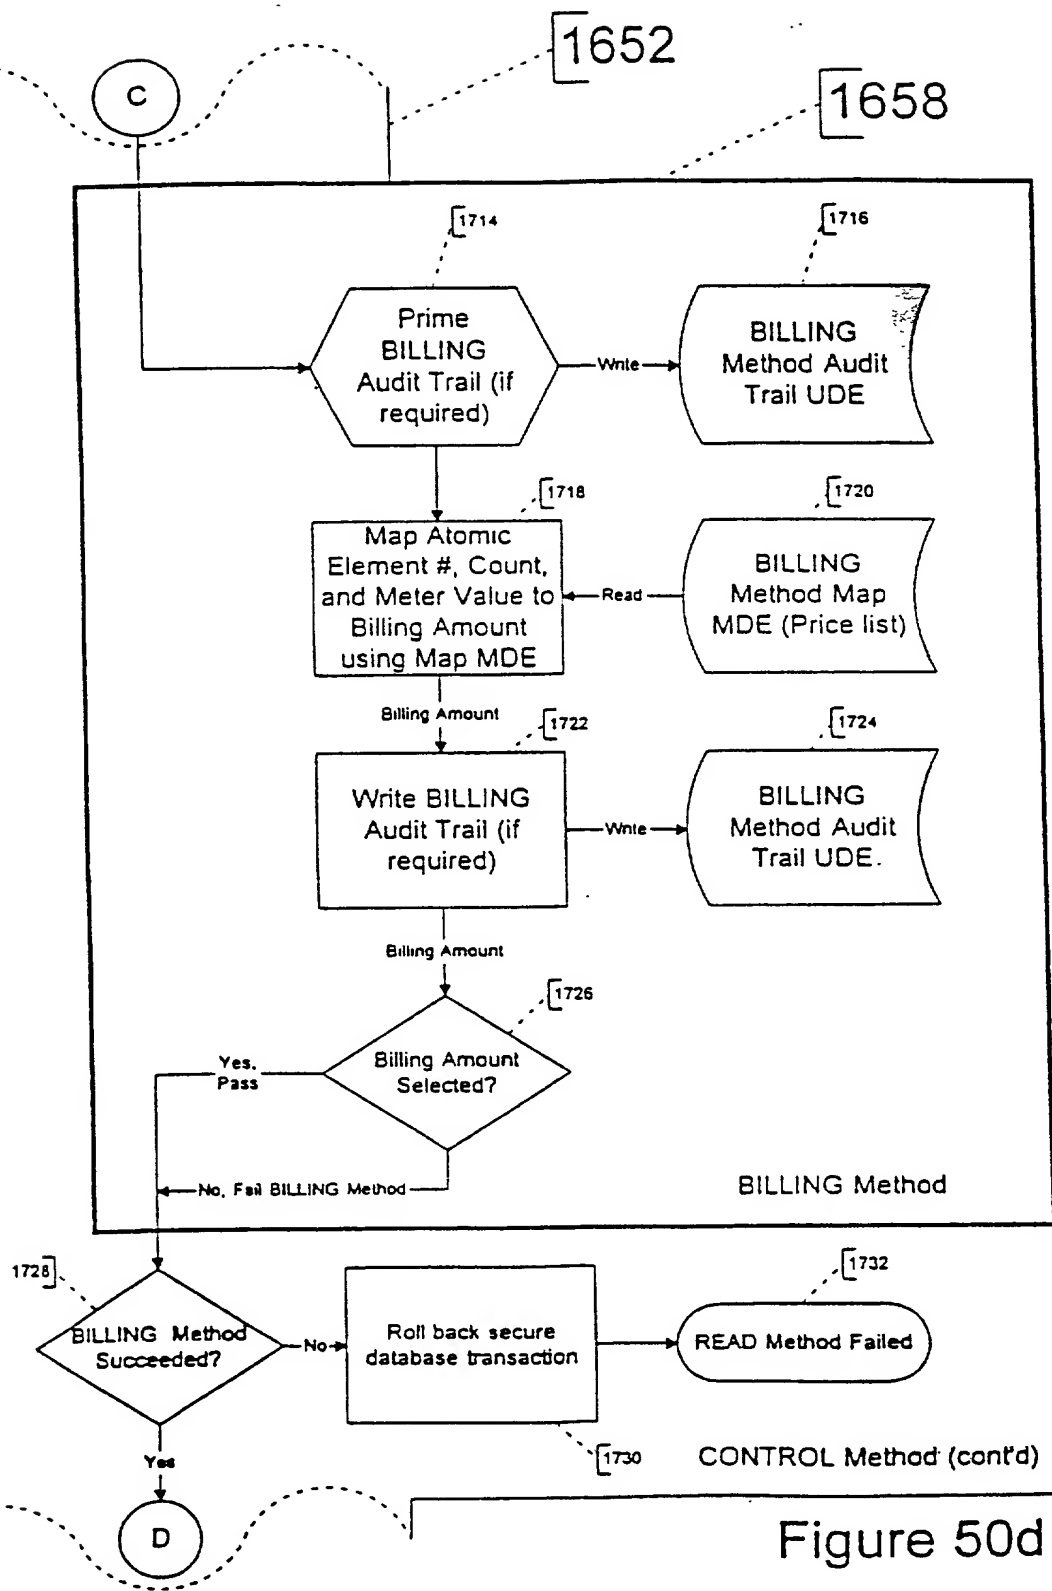 1652
C
1658
1714
1716
Prime
BILLING
Audit Trail (if
required)
Write
BILLING
Method Audit
Trail UDE
1718
1720
Map Atomic
Element #, Count,
and Meter Value to
Billing Amount
using Map MDE
Read
BILLING
Method Map
MDE (Price list)
Billing Amount
1722
1724
Write BILLING
Audit Trail (if
required)
Write
BILLING
Method Audit
Trail UDE.
Billing Amount
1726
Billing Amount
Selected?
Yes,
Pass
No, Fail BILLING Method
BILLING Method
1728
1732
BILLING Method
Succeeded?
No
Roll back secure
database transaction
READ Method Failed
Yes
1730
CONTROL Method (cont'd)
D
Figure 50d